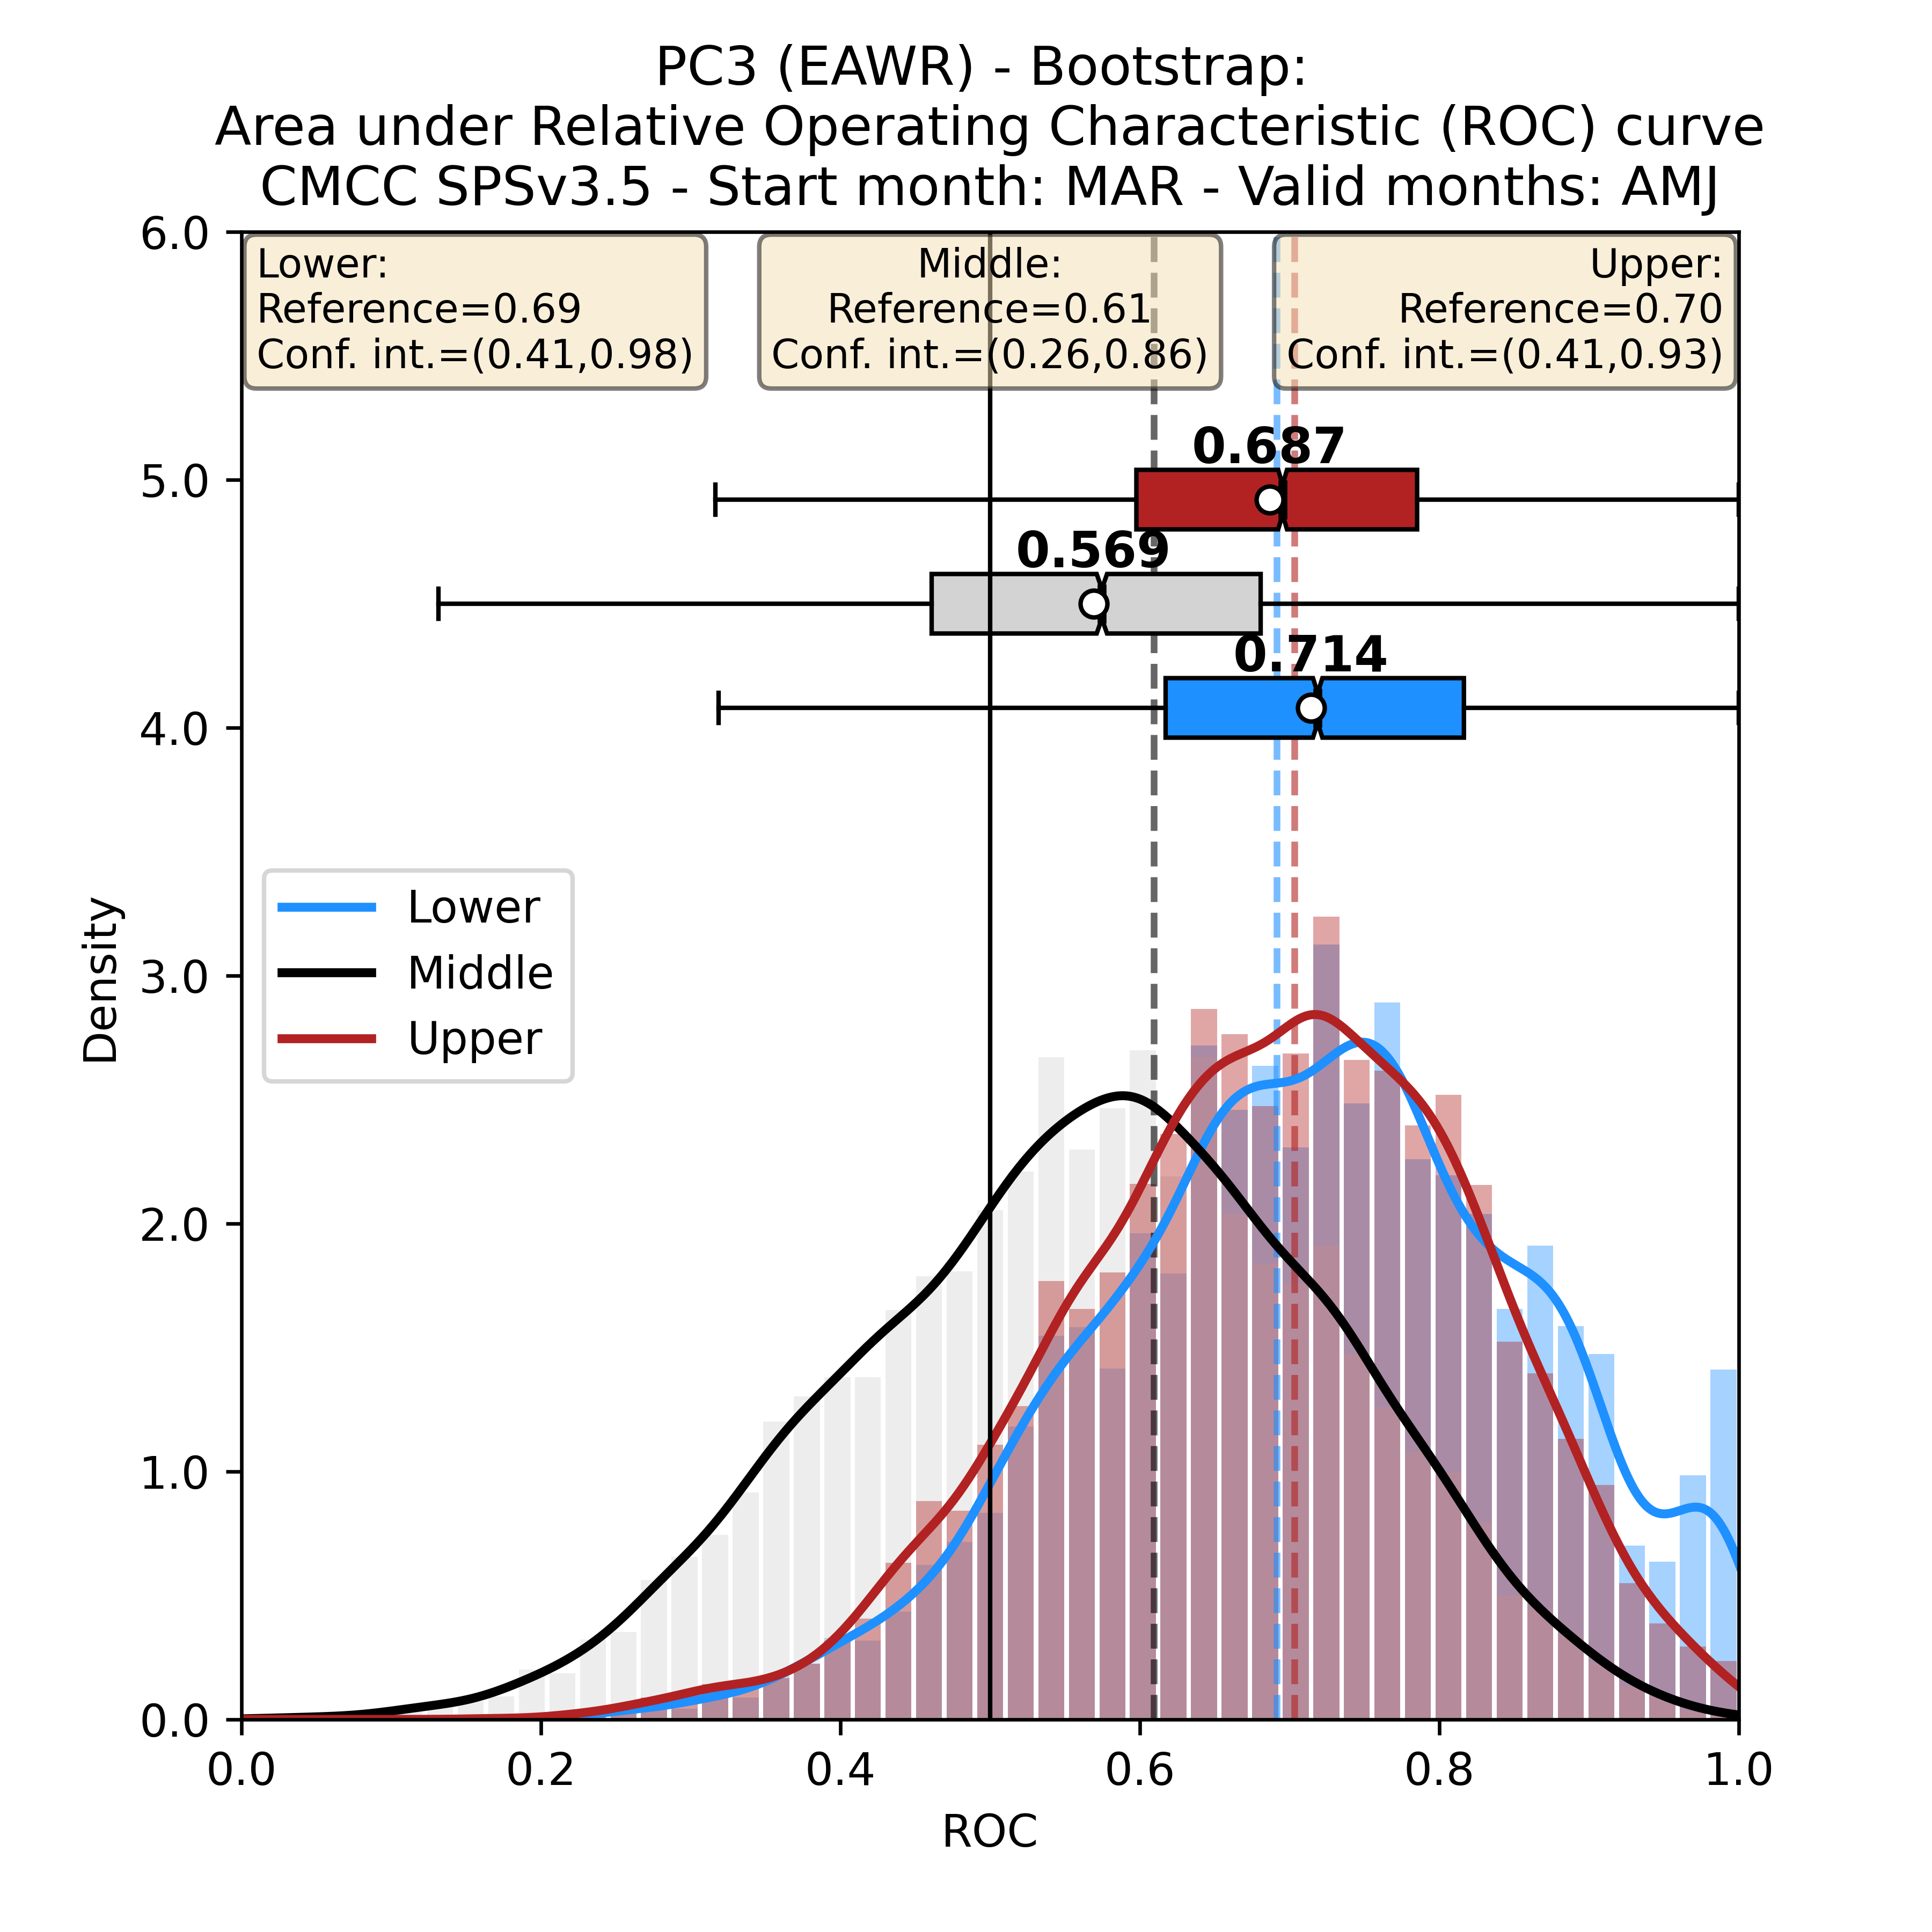 PC3 (EAWR) - Bootstrap:
Area under Relative Operating Characteristic (ROC) curve
CMCC SPSv3.5 - Start month: MAR - Valid months: AMJ
6.0
Lower:
Reference=0.69
Conf. int.=(0.41,0.98)
Middle:
Reference=0.61
Conf. int.=(0.26,0.86)
Upper:
Reference=0.70
Conf. int.=(0.41,0.93)
0.687
5.0
0.569
0.714
4.0
Lower
Middle
Upper
3.0
Density
2.0
1.0
0.0
0.0 0.2 0.4 0.6 0.8 1.0
ROC